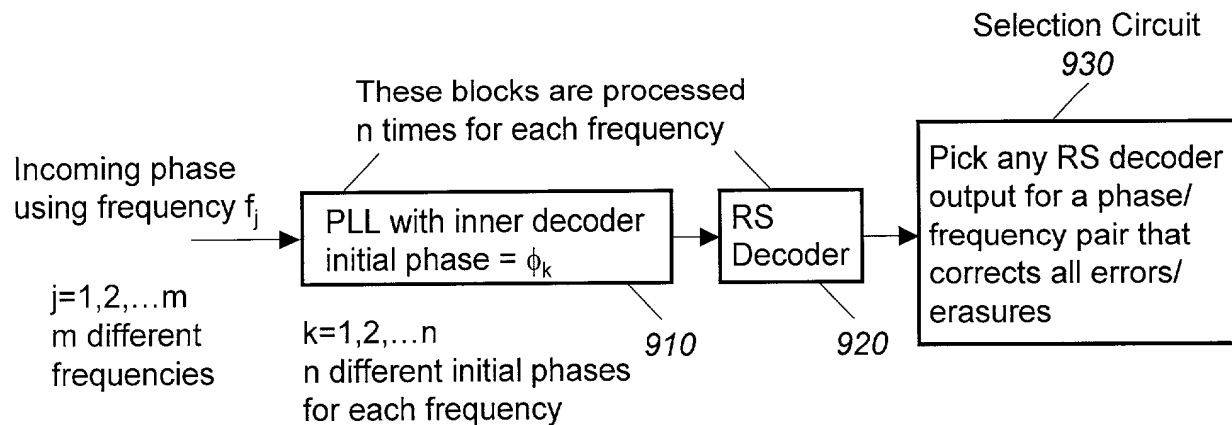 Selection Circuit
930
These blocks are processed
n times for each frequency
Incoming phase
using frequency fj
PLL with inner decoder
initial phase = ϕk
RS
Decoder
Pick any RS decoder
output for a phase/
frequency pair that
corrects all errors/
erasures
j=1,2,...m
m different
frequencies
k=1,2,...n
n different initial phases
for each frequency
910
920